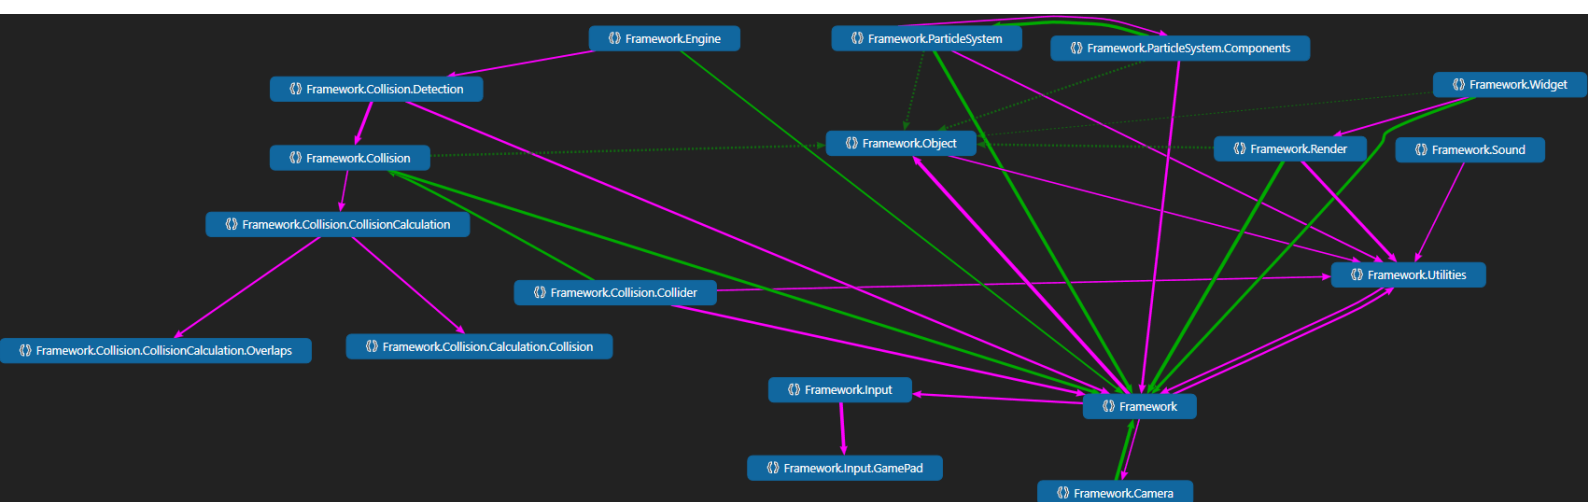 Framework.Engine
Framework.ParticleSystem
Framework.ParticleSystem.Components
Framework.Collision.Detection
Framework.Widget
Framework.Object
Framework.Render
Framework.Sound
Framework.Collision
Framework.Collision.CollisionCalculation
Framework.Utilities
Framework.Collision.Collider
Framework.Collision.CollisionCalculation.Overlaps
Framework.Collision.Calculation.Collision
Framework.Input
Framework
Framework.Input.GamePad
Framework.Camera